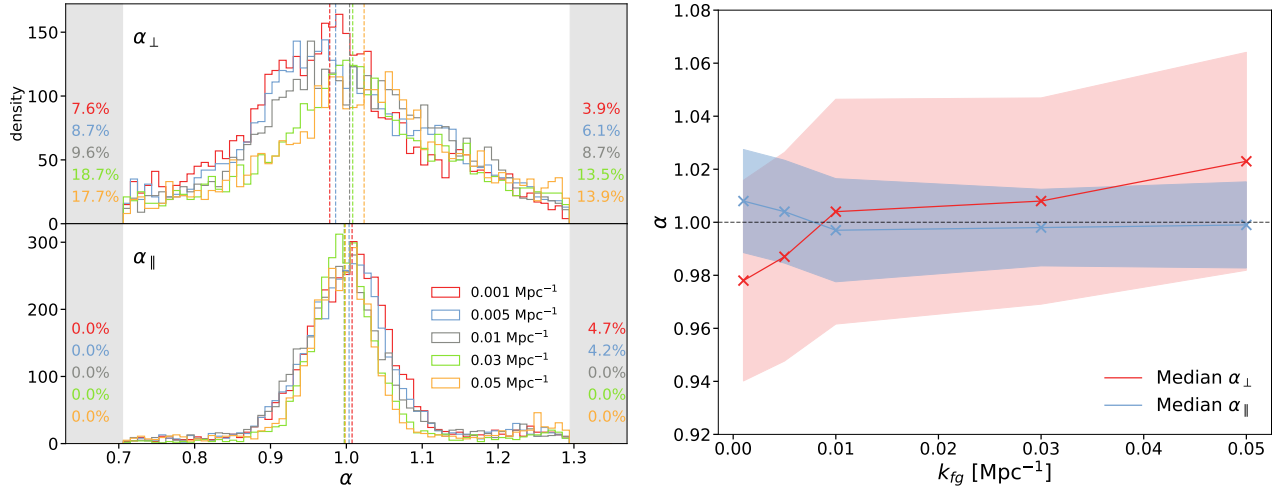 α⊥
density
150
100
50
0
7.6%
8.7%
9.6%
18.7%
17.7%
3.9%
6.1%
8.7%
13.5%
13.9%
α∥
300
200
100
0
0.0%
0.0%
0.0%
0.0%
0.0%
0.001 Mpc⁻¹
0.005 Mpc⁻¹
0.01 Mpc⁻¹
0.03 Mpc⁻¹
0.05 Mpc⁻¹
4.7%
4.2%
0.0%
0.0%
0.0%
0.7 0.8 0.9 1.0 1.1 1.2 1.3
α
1.08
1.06
1.04
1.02
1.00
0.98
0.96
0.94
0.92
α
Median α⊥
Median α∥
0.00 0.01 0.02 0.03 0.04 0.05
k_fg [Mpc⁻¹]